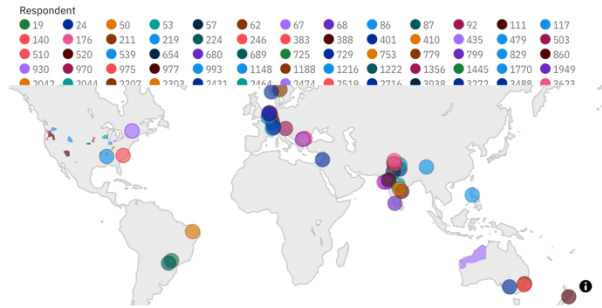 Respondent
19 24 50 53 57 62 67 68 86 87 92 111 117
140 176 211 219 224 246 383 388 401 410 435 479 503
510 520 539 654 680 689 725 729 753 779 799 829 860
930 970 975 977 993 1148 1188 1216 1222 1356 1445 1770 1949